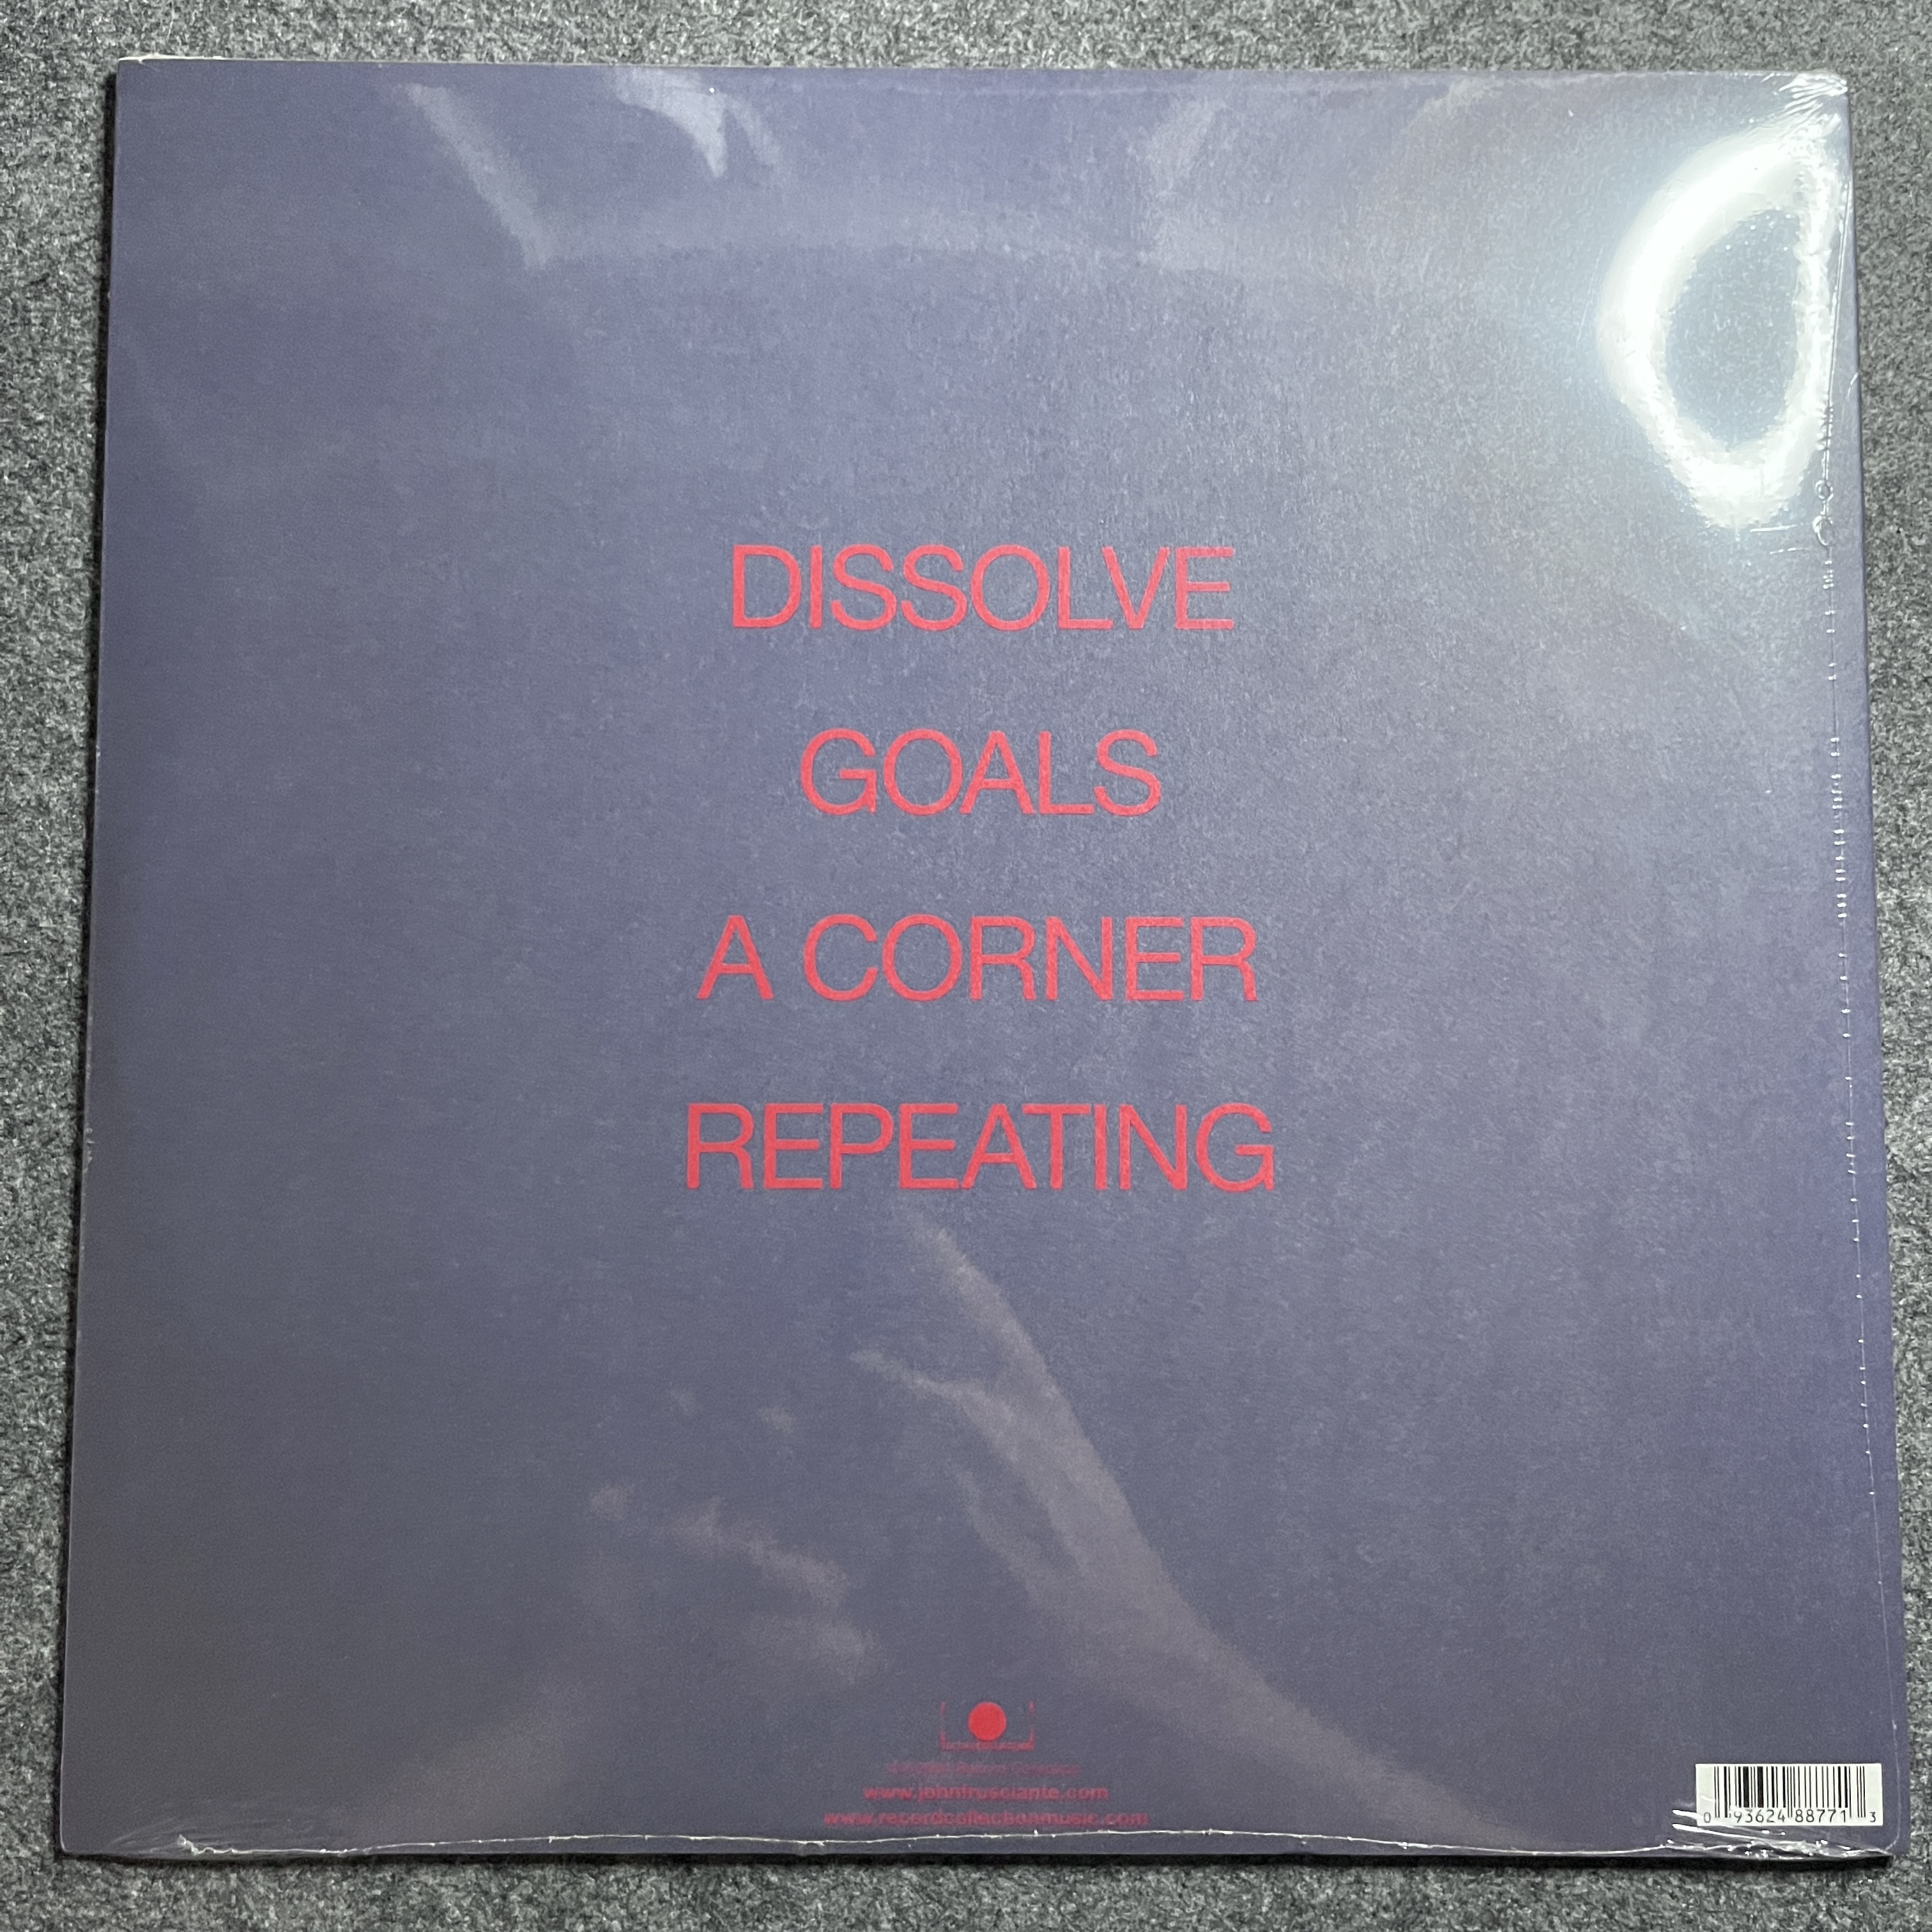 DISSOLVE
GOALS
A CORNER
REPEATING
www.johnfrusciante.com
www.recordcollectionmusic.com
0 93624 88771 3